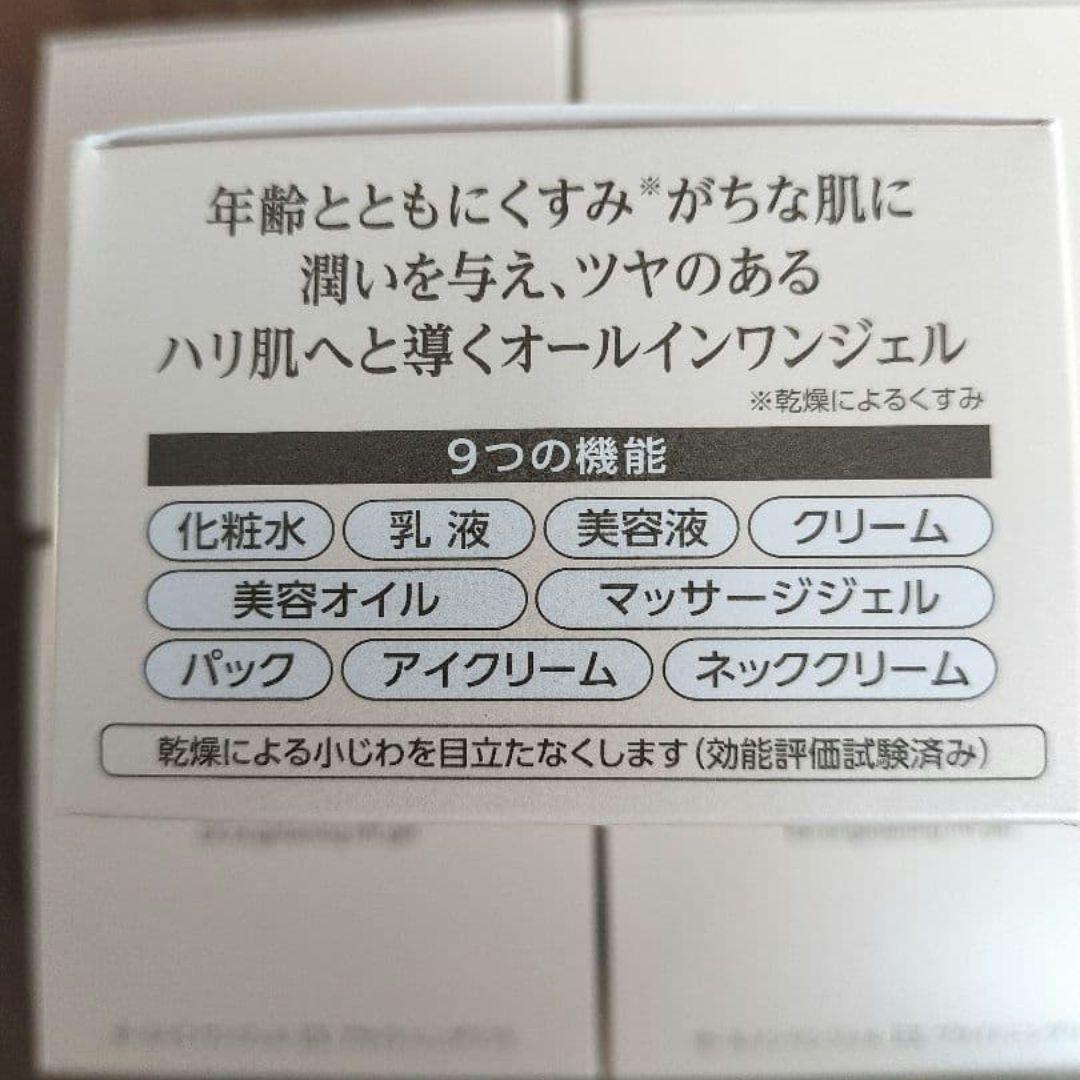 年齢とともにくすみ※がちな肌に
潤いを与え、ツヤのある
ハリ肌へと導くオールインワンジェル
※乾燥によるくすみ
9つの機能
化粧水 乳液 美容液 クリーム
美容オイル マッサージジェル
パック アイクリーム ネッククリーム
乾燥による小じわを目立たなくします(効能評価試験済み)